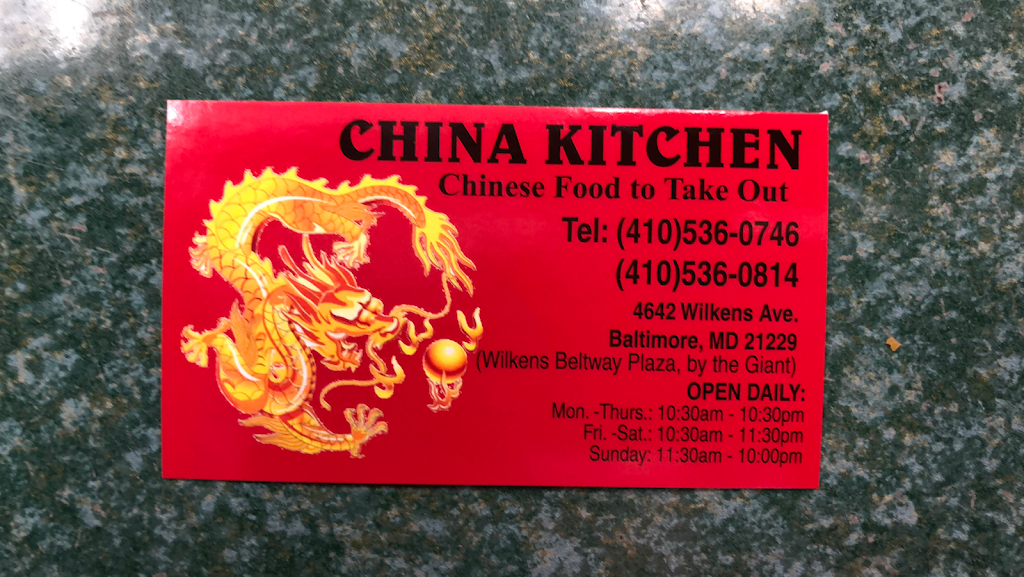 CHINA KITCHEN
Chinese Food to Take Out
Tel: (410)536-0746
(410)536-0814
4642 Wilkens Ave.
Baltimore, MD 21229
(Wilkens Beltway Plaza, by the Giant)
OPEN DAILY:
Mon. -Thurs.: 10:30am - 10:30pm
Fri. -Sat.: 10:30am - 11:30pm
Sunday: 11:30am - 10:00pm